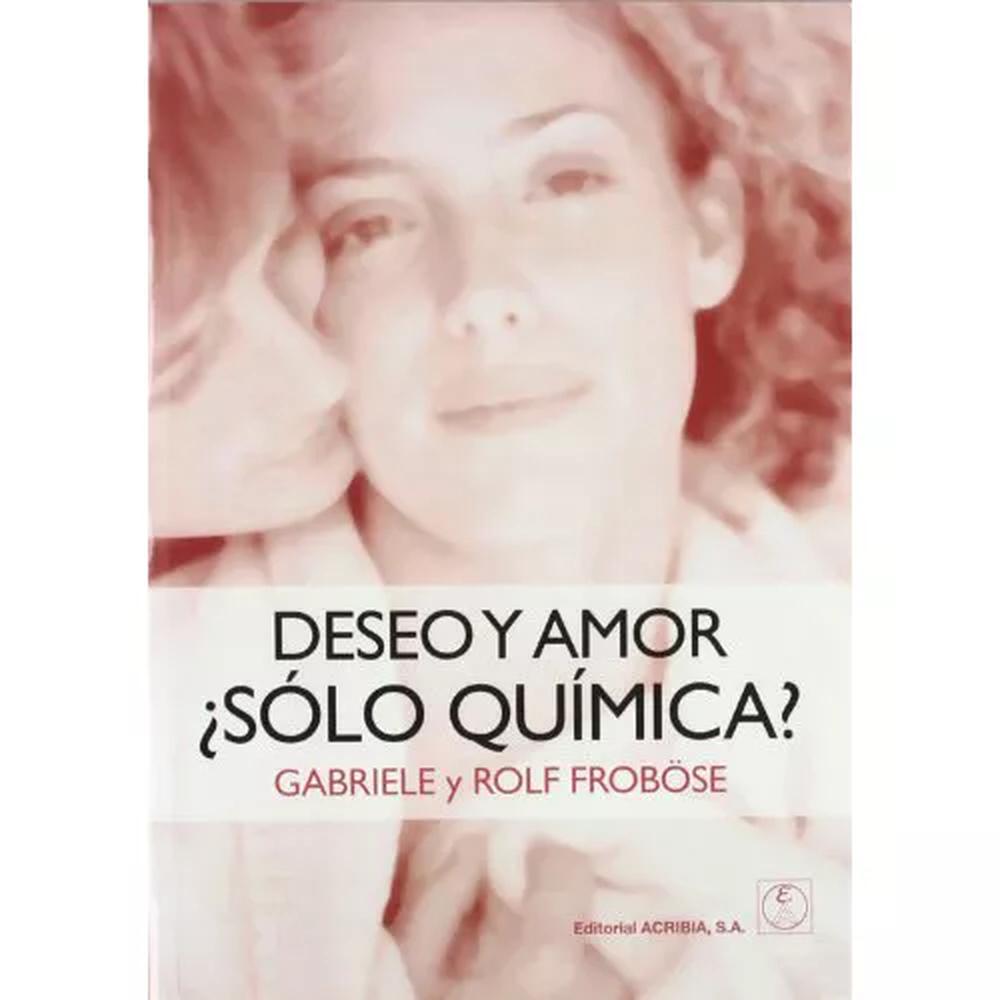 DESEO Y AMOR
¿SÓLO QUÍMICA?
GABRIELE y ROLF FROBÖSE
Editorial ACRIBIA, S.A.